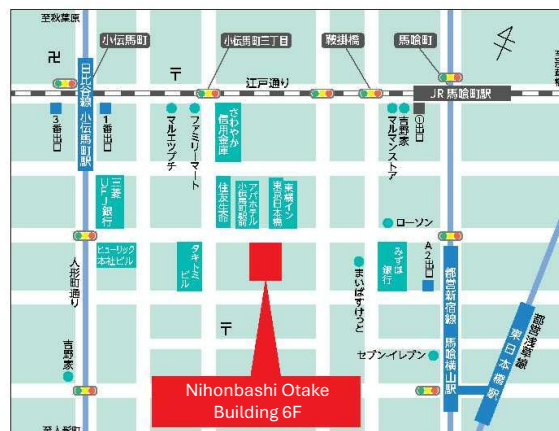 至秋葉原
小伝馬町
小伝馬町三丁目
鞍掛橋
馬喰町
卍
〒
江戸通り
JR 馬喰町駅
日比谷線 小伝馬町駅
3番出口
1番出口
マルエツプチ
ファミリーマート
さわやか
信用金庫
マルマンストア
吉野家
①出口
三菱
UFJ銀行
住友生命
アパホテル
小伝馬町駅前
東横イン
東京日本橋
ローソン
ヒューリック
本社ビル
タキトミ
ビル
まいばすけっと
みずほ
銀行
A2出口
人形町通り
都営新宿線 馬喰横山駅
都営浅草線
東日本橋駅
〒
吉野家
セブン-イレブン
Nihonbashi Otake
Building 6F
至人形町